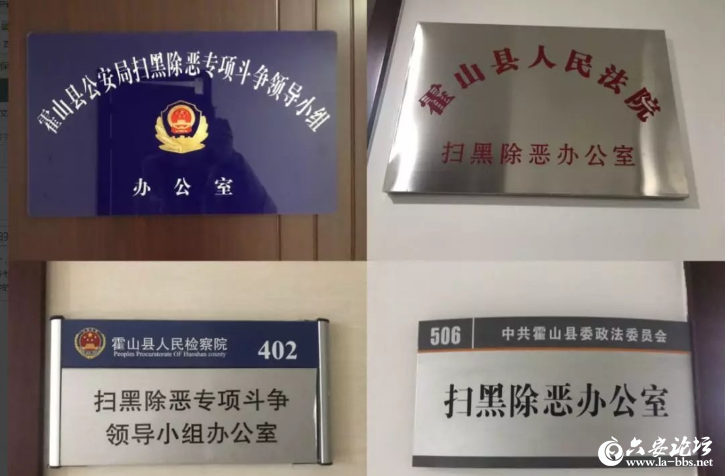 霍山县公安局扫黑除恶专项斗争领导小组
办公室
霍山县人民法院
扫黑除恶办公室
霍山县人民检察院
Peoples Procuratorate OF Huoshan county
402
扫黑除恶专项斗争
领导小组办公室
506 中共霍山县委政法委员会
扫黑除恶办公室
六安论坛
www.la-bbs.net